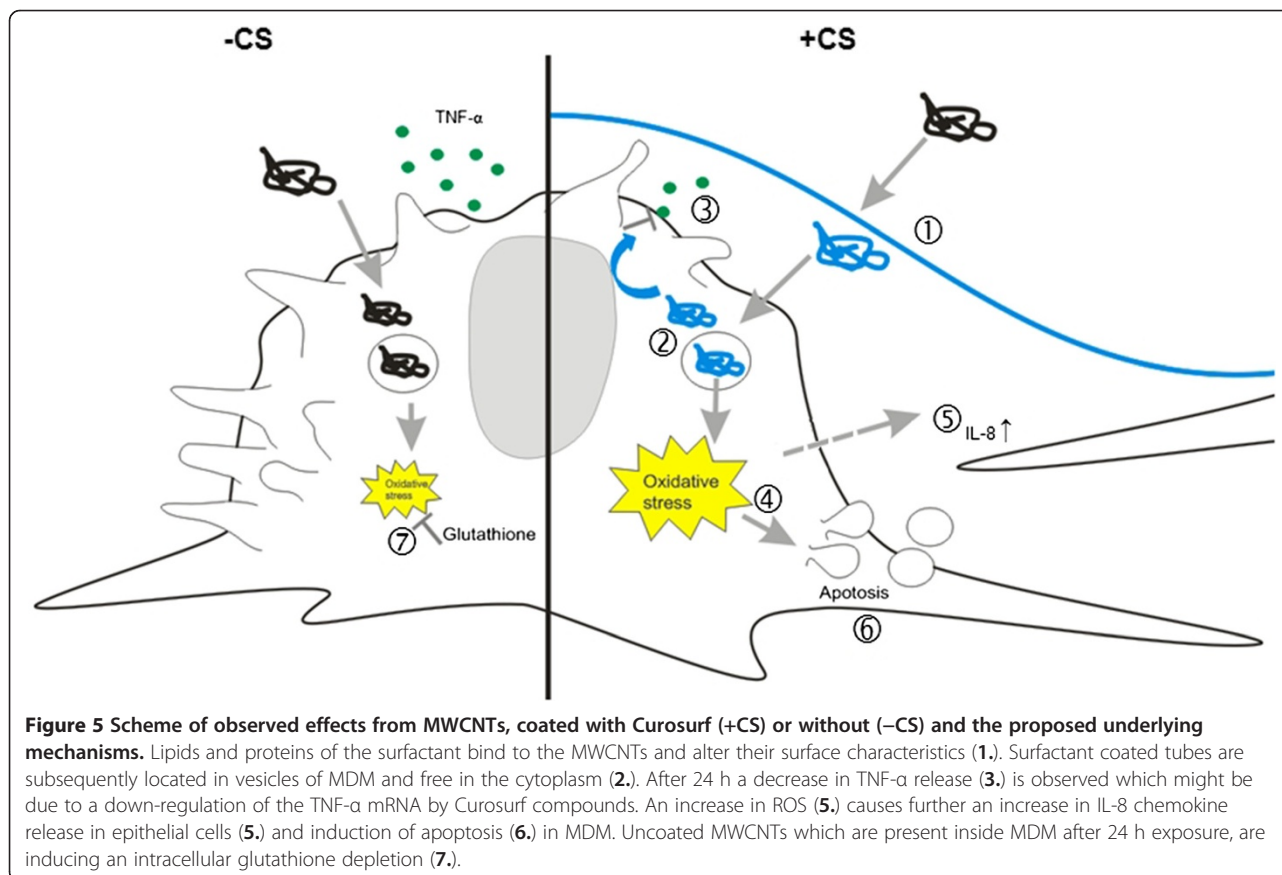 -CS
+CS
TNF-α
①
③
②
⑤ IL-8 ↑
Oxidative
stress
Oxidative
stress
④
⑦
Glutathione
Apotosis
⑥
Figure 5 Scheme of observed effects from MWCNTs, coated with Curosurf (+CS) or without (−CS) and the proposed underlying
mechanisms. Lipids and proteins of the surfactant bind to the MWCNTs and alter their surface characteristics (1.). Surfactant coated tubes are
subsequently located in vesicles of MDM and free in the cytoplasm (2.). After 24 h a decrease in TNF-α release (3.) is observed which might be
due to a down-regulation of the TNF-α mRNA by Curosurf compounds. An increase in ROS (5.) causes further an increase in IL-8 chemokine
release in epithelial cells (5.) and induction of apoptosis (6.) in MDM. Uncoated MWCNTs which are present inside MDM after 24 h exposure, are
inducing an intracellular glutathione depletion (7.).